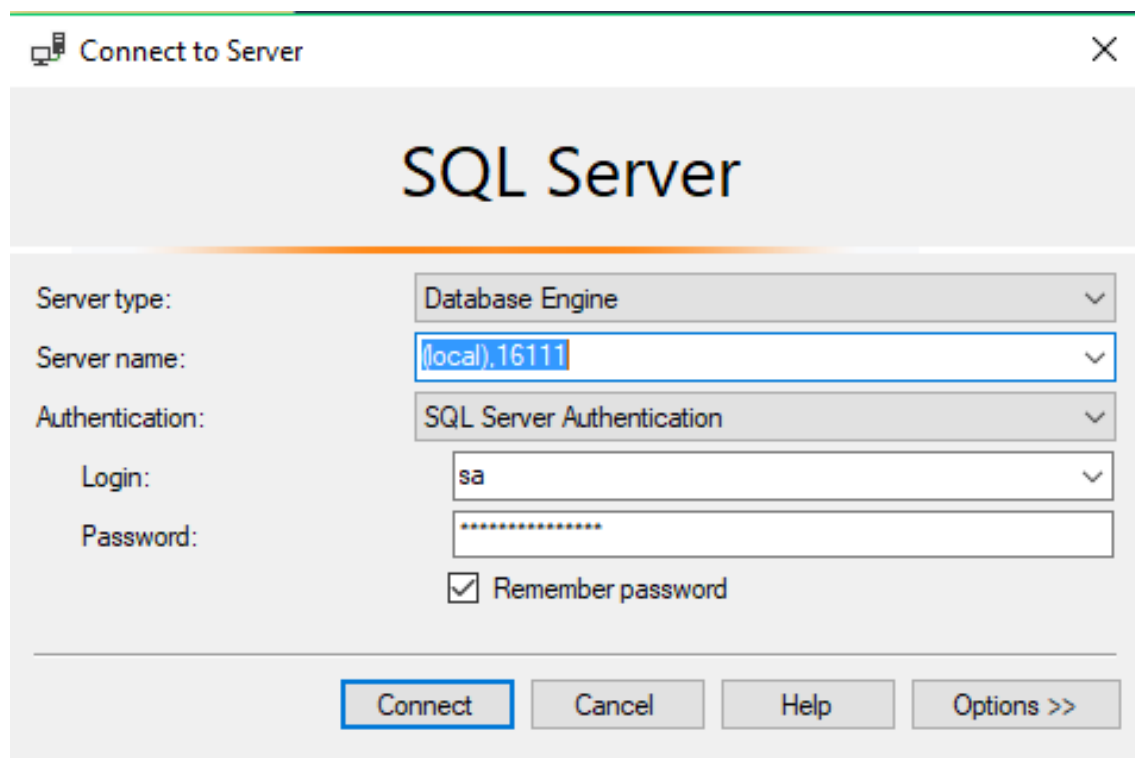 Connect to Server
SQL Server
Server type:
Database Engine
Server name:
(local),16111
Authentication:
SQL Server Authentication
Login:
sa
Password:
***************
Remember password
Connect
Cancel
Help
Options >>